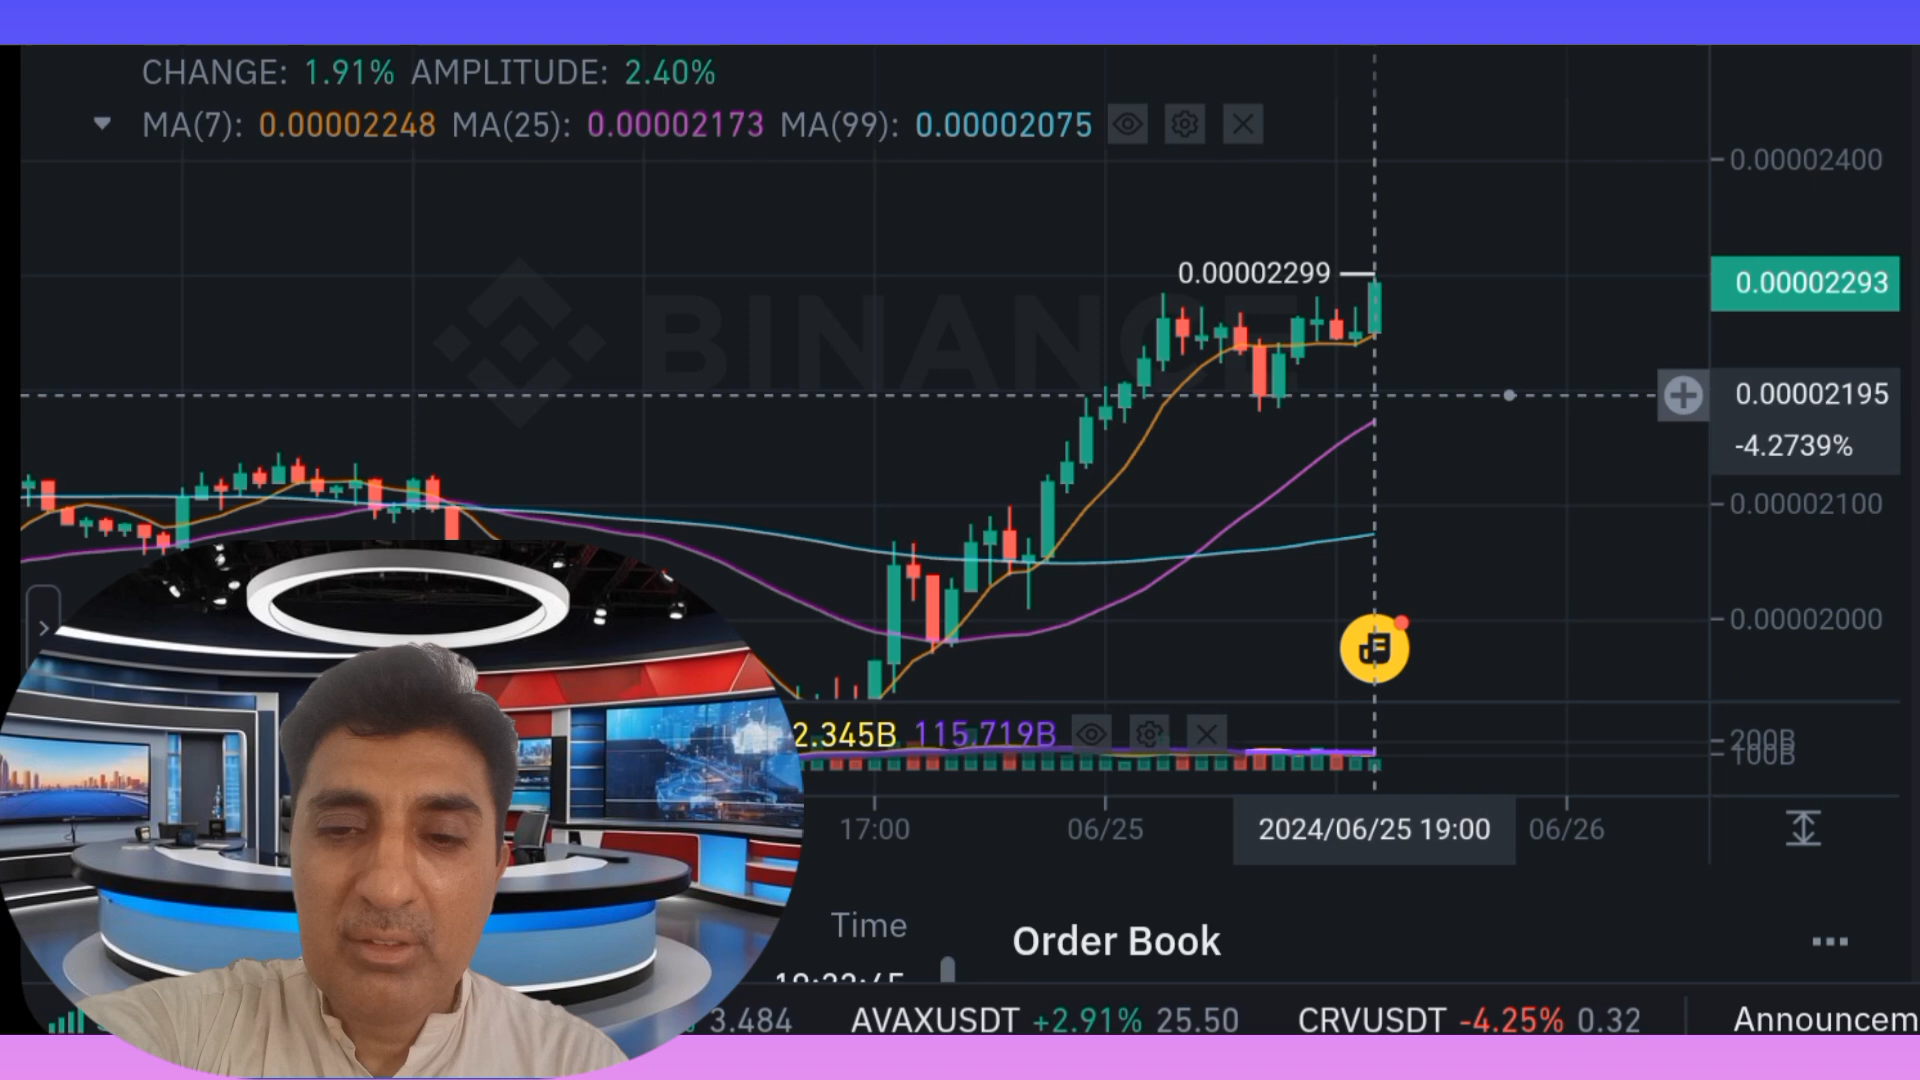 CHANGE: 1.91% AMPLITUDE: 2.40%
MA(7): 0.00002248 MA(25): 0.00002173 MA(99): 0.00002075
0.00002400
0.00002299
0.00002293
BINANCE
0.00002195
-4.2739%
0.00002100
0.00002000
2.345B 115.719B
200B
100B
17:00 06/25 2024/06/25 19:00 06/26
Time
Order Book
3.484 AVAXUSDT +2.91% 25.50 CRVUSDT -4.25% 0.32 Announcem